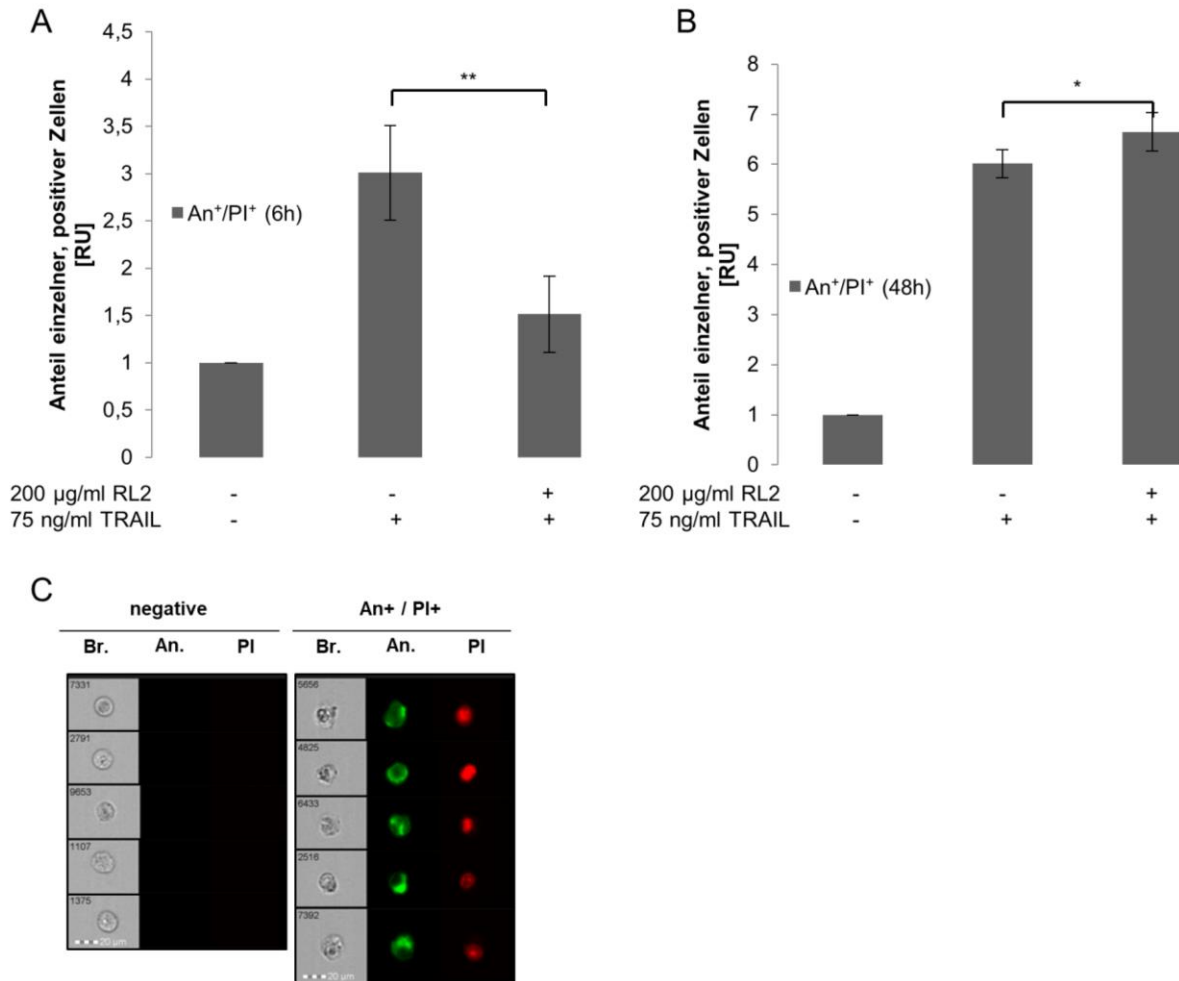 A
Anteil einzelner, positiver Zellen
[RU]
4,5
4
3,5
3
2,5
2
1,5
1
0,5
0
**
An⁺/PI⁺ (6h)
200 µg/ml RL2 - - +
75 ng/ml TRAIL - + +
B
Anteil einzelner, positiver Zellen
[RU]
8
7
6
5
4
3
2
1
0
*
An⁺/PI⁺ (48h)
200 µg/ml RL2 - - +
75 ng/ml TRAIL - + +
C
negative
Br. An. PI
7331
2791
9653
1107
1375
20 µm
An+ / PI+
Br. An. PI
5656
4825
6433
2516
7392
20 µm